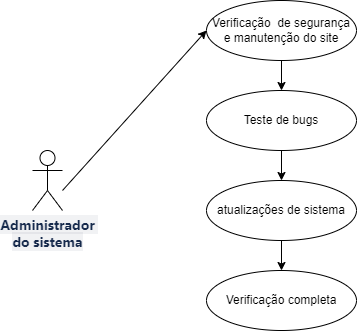 Verificação de segurança
e manutenção do site
Teste de bugs
Administrador
do sistema
atualizações de sistema
Verificação completa